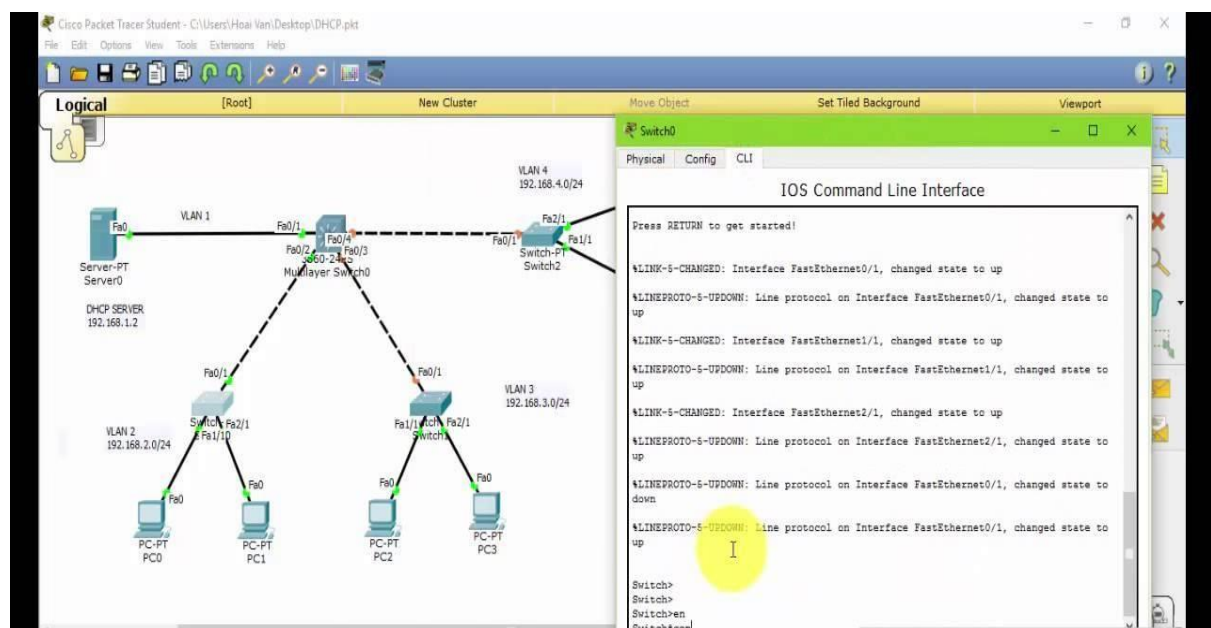 Cisco Packet Tracer Student - C:\Users\Hoai Van\Desktop\DHCP.pkt
File Edit Options View Tools Extensions Help
Logical
[Root]
New Cluster
Move Object
Set Tiled Background
Viewport
VLAN 4
192.168.4.0/24
VLAN 1
Fa0
Fa0/1
Fa0/4
Fa0/2
Fa0/3
Multilayer Switch0
Server-PT
Server0
DHCP SERVER
192.168.1.2
Fa2/1
Fa0/1
Fa1/1
Switch-PT
Switch2
Fa0/1
Fa0/1
VLAN 3
192.168.3.0/24
VLAN 2
192.168.2.0/24
Fa2/1
Fa1/1
Fa1/1
Fa2/1
Switch1
Fa0
Fa0
Fa0
Fa0
PC-PT
PC0
PC-PT
PC1
PC-PT
PC2
PC-PT
PC3
Switch0
Physical Config CLI
IOS Command Line Interface
Press RETURN to get started!
%LINK-5-CHANGED: Interface FastEthernet0/1, changed state to up
%LINEPROTO-5-UPDOWN: Line protocol on Interface FastEthernet0/1, changed state to
up
%LINK-5-CHANGED: Interface FastEthernet1/1, changed state to up
%LINEPROTO-5-UPDOWN: Line protocol on Interface FastEthernet1/1, changed state to
up
%LINK-5-CHANGED: Interface FastEthernet2/1, changed state to up
%LINEPROTO-5-UPDOWN: Line protocol on Interface FastEthernet2/1, changed state to
up
%LINEPROTO-5-UPDOWN: Line protocol on Interface FastEthernet0/1, changed state to
down
%LINEPROTO-5-UPDOWN: Line protocol on Interface FastEthernet0/1, changed state to
up
Switch>
Switch>
Switch>en